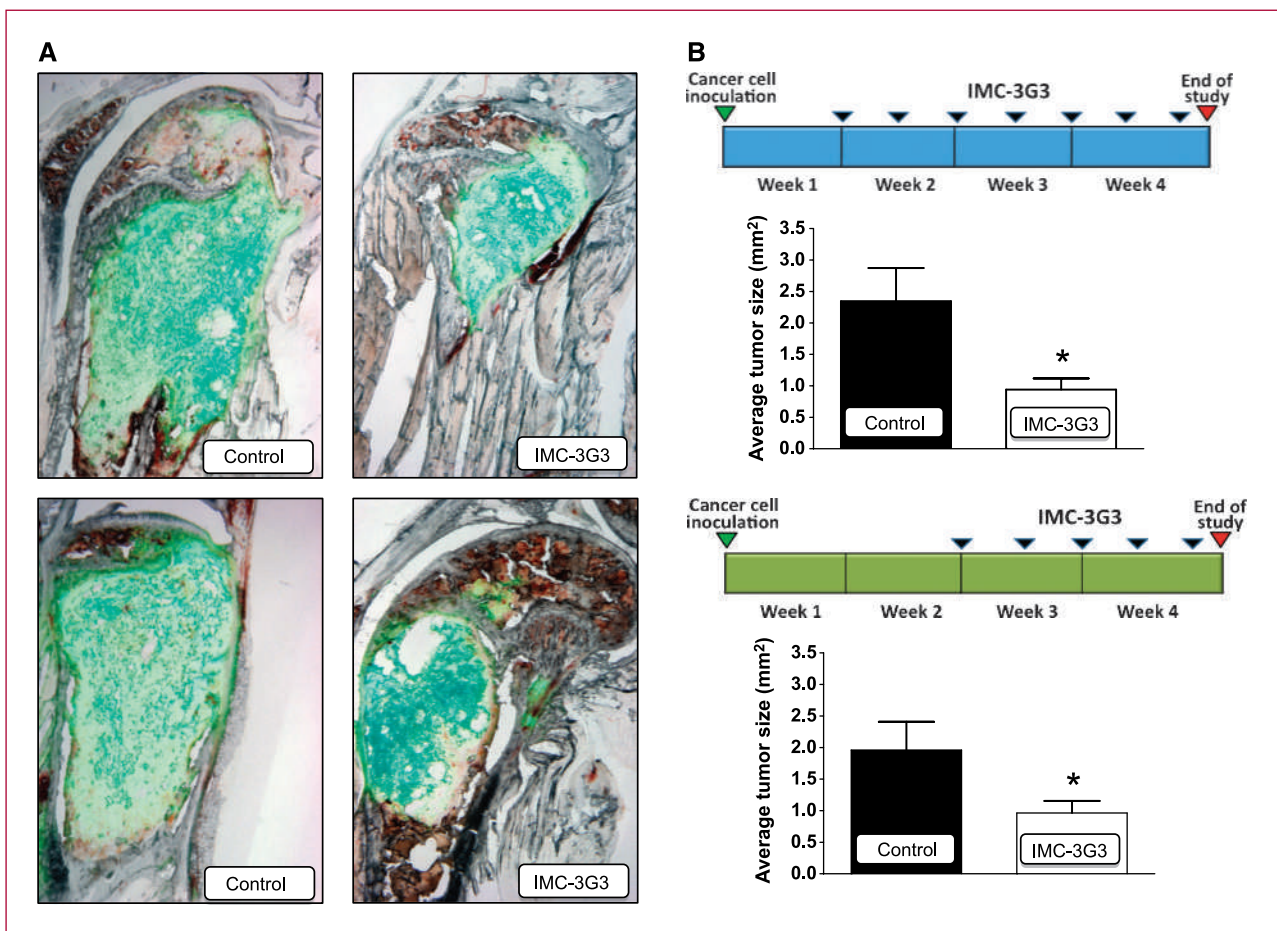 A
Control
IMC-3G3
Control
IMC-3G3
B
Cancer cell
inoculation
IMC-3G3
End of
study
Week 1
Week 2
Week 3
Week 4
Average tumor size (mm²)
3.5
3.0
2.5
2.0
1.5
1.0
0.5
0.0
Control
*
IMC-3G3
Cancer cell
inoculation
IMC-3G3
End of
study
Week 1
Week 2
Week 3
Week 4
Average tumor size (mm²)
3.5
3.0
2.5
2.0
1.5
1.0
0.5
0.0
Control
*
IMC-3G3